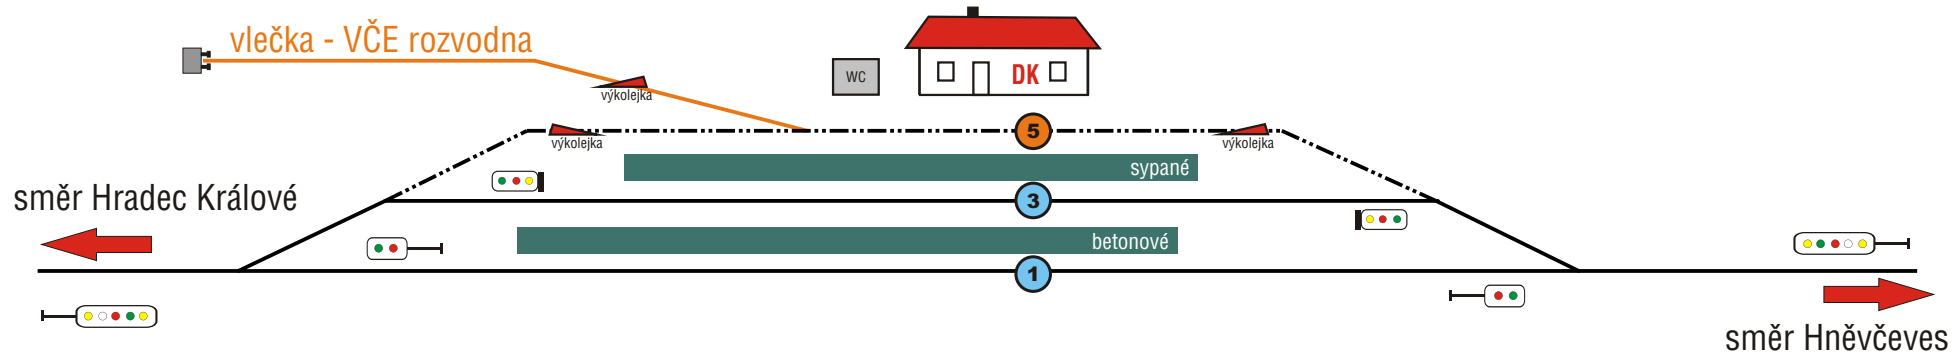 vlečka - VČE rozvodna
WC
DK
výkolejka
5
výkolejka
výkolejka
sypané
směr Hradec Králové
3
betonové
1
směr Hněvčeves